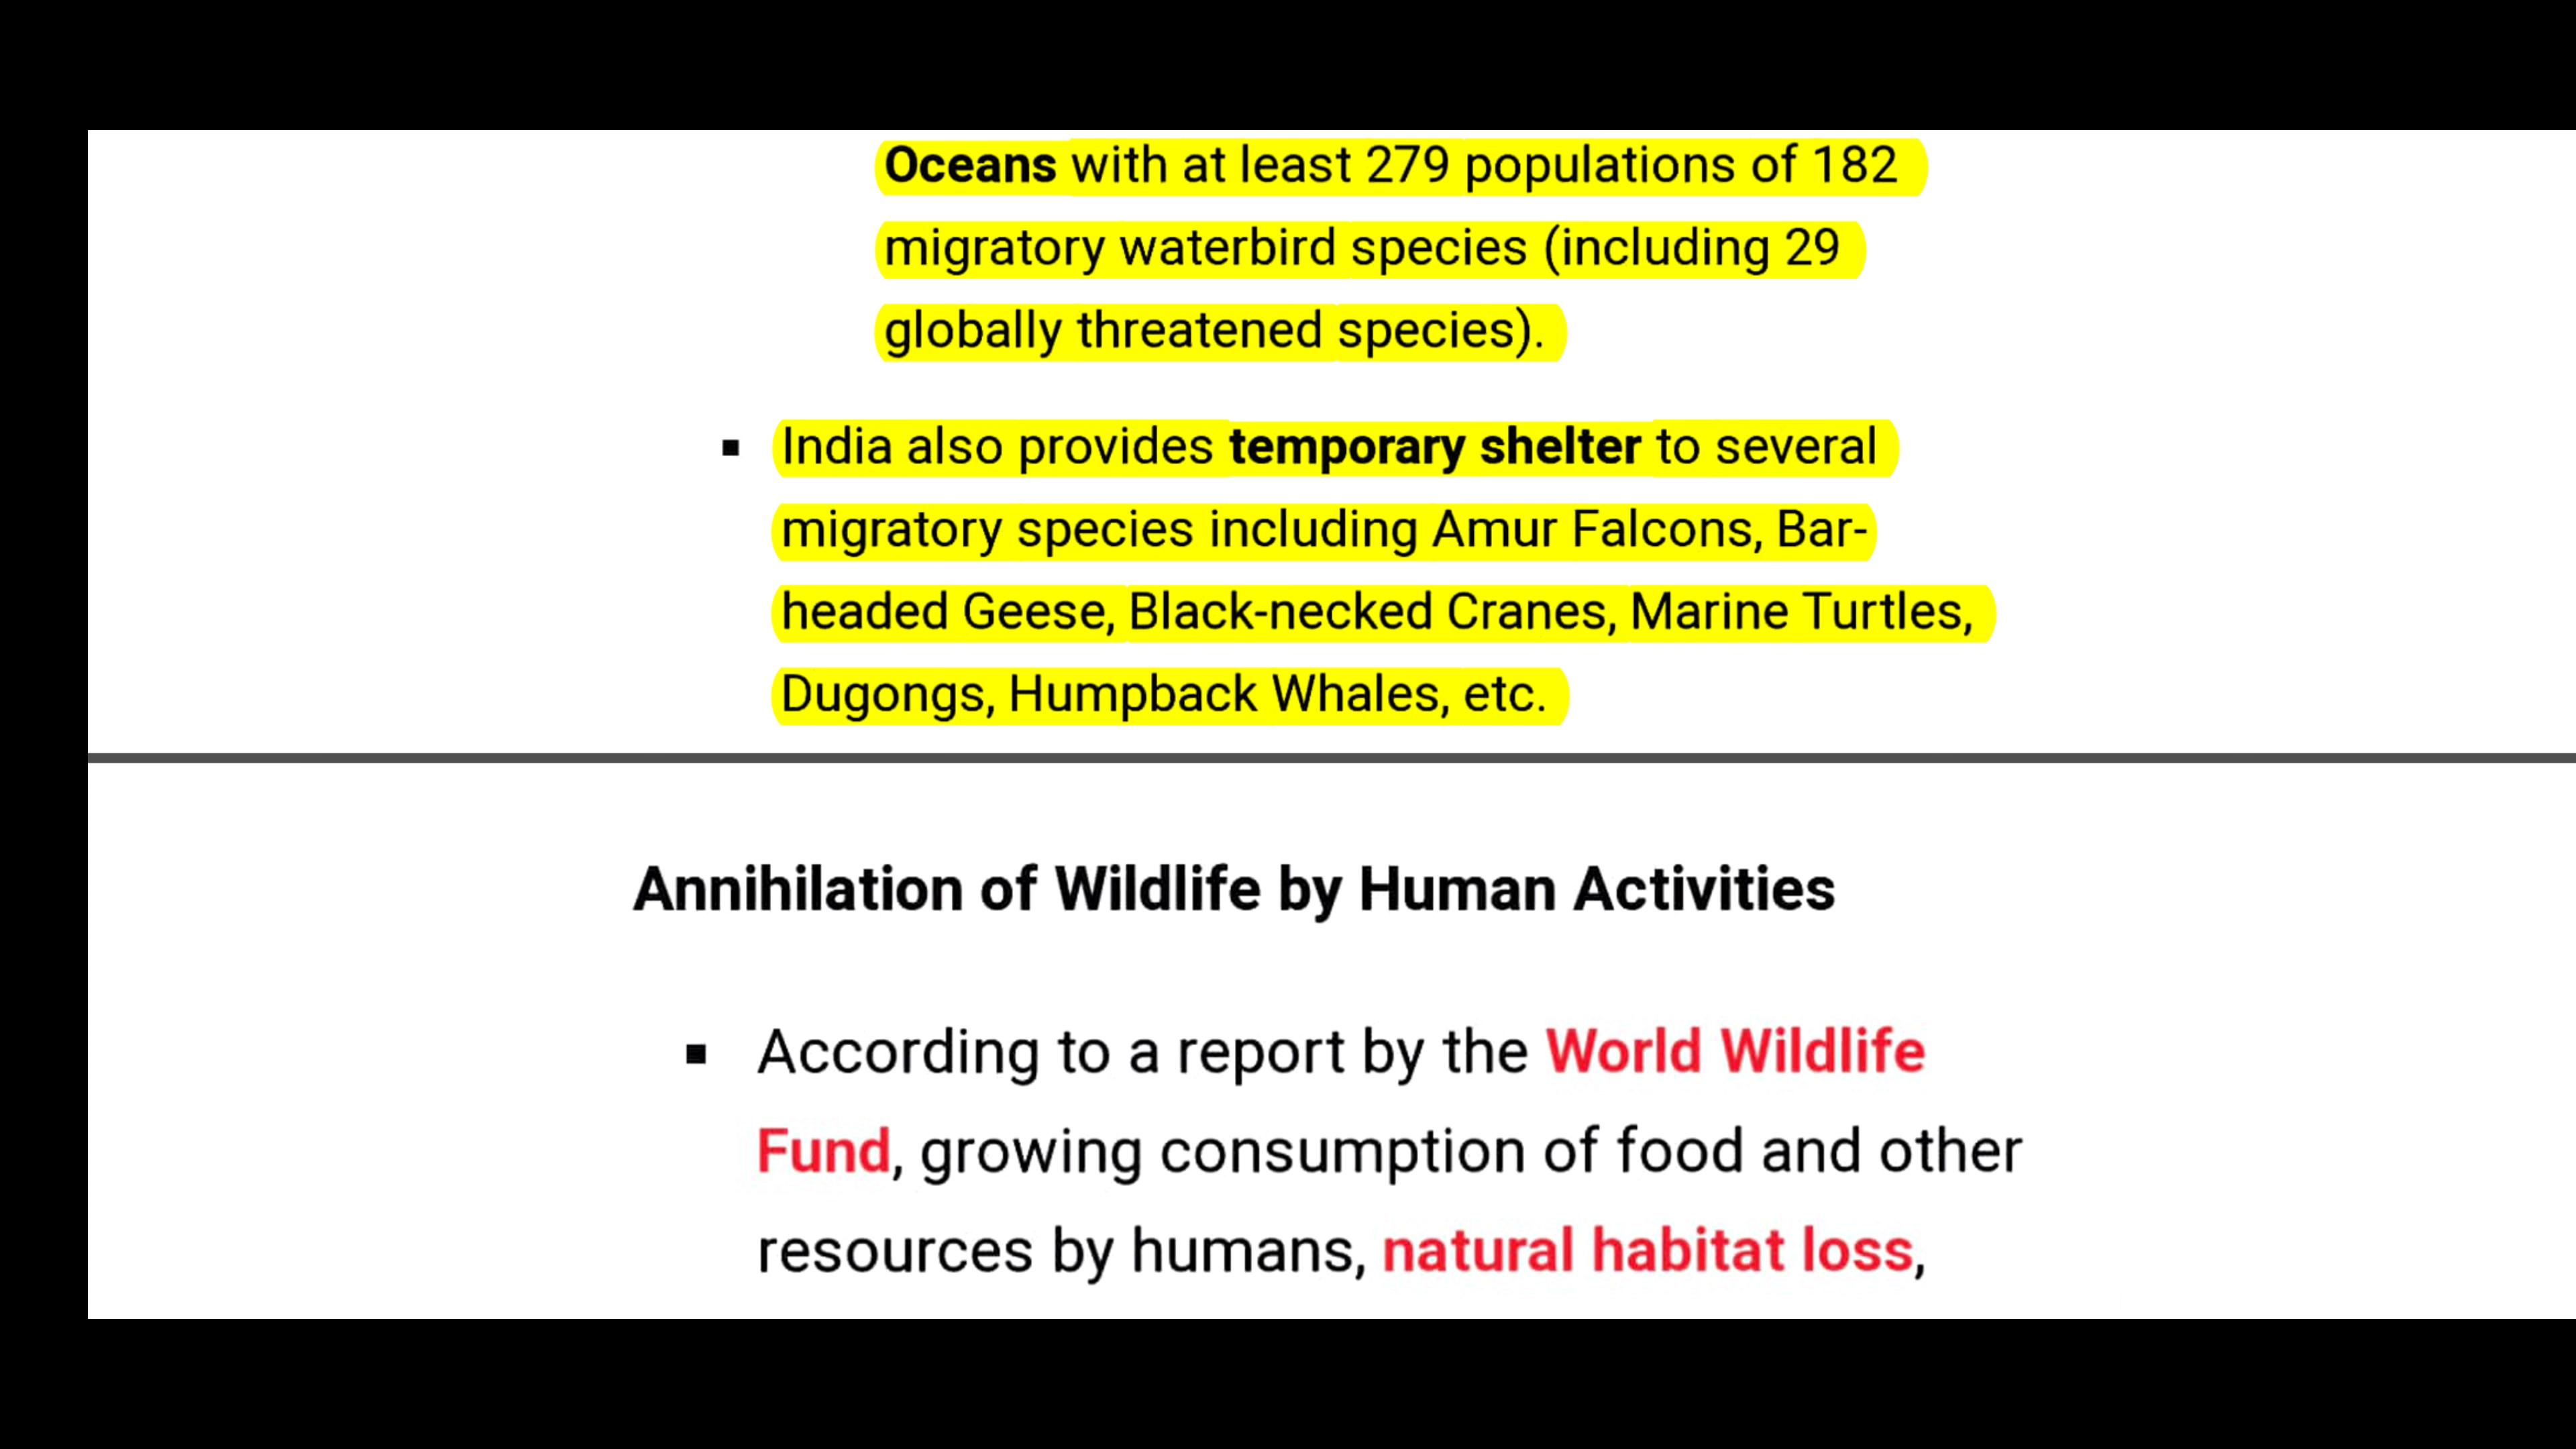 Oceans with at least 279 populations of 182
migratory waterbird species (including 29
globally threatened species).
▪ India also provides temporary shelter to several
migratory species including Amur Falcons, Bar-
headed Geese, Black-necked Cranes, Marine Turtles,
Dugongs, Humpback Whales, etc.
Annihilation of Wildlife by Human Activities
▪ According to a report by the World Wildlife
Fund, growing consumption of food and other
resources by humans, natural habitat loss,